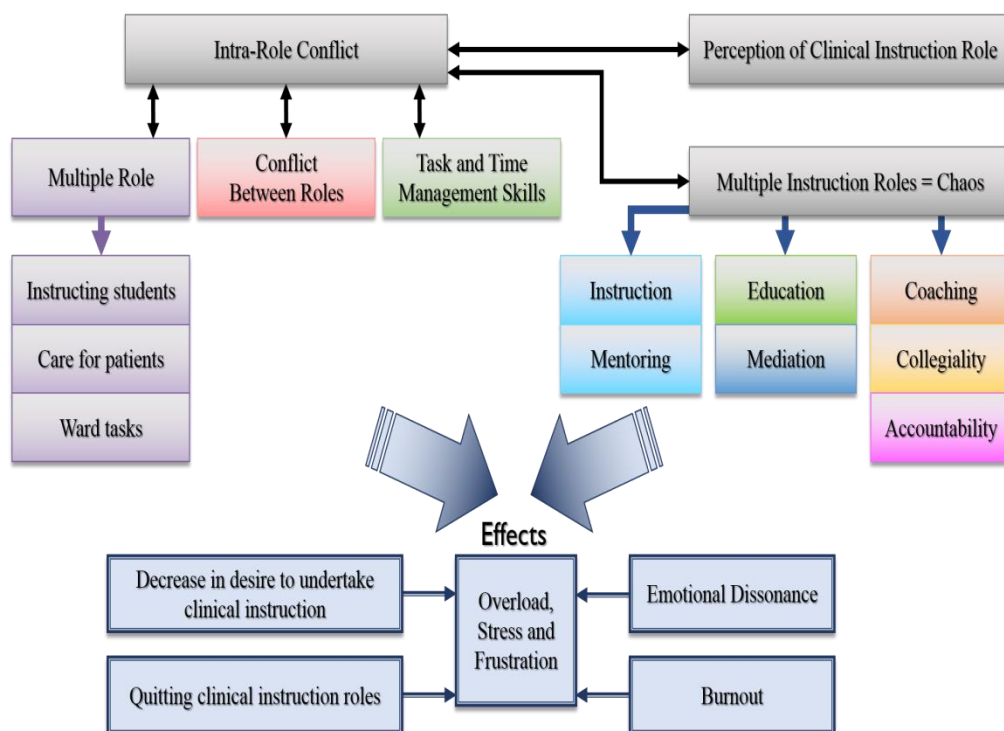 Intra-Role Conflict
Perception of Clinical Instruction Role
Multiple Role
Conflict
Between Roles
Task and Time
Management Skills
Multiple Instruction Roles = Chaos
Instructing students
Care for patients
Ward tasks
Instruction
Mentoring
Education
Mediation
Coaching
Collegiality
Accountability
Effects
Decrease in desire to undertake
clinical instruction
Quitting clinical instruction roles
Overload,
Stress and
Frustration
Emotional Dissonance
Burnout